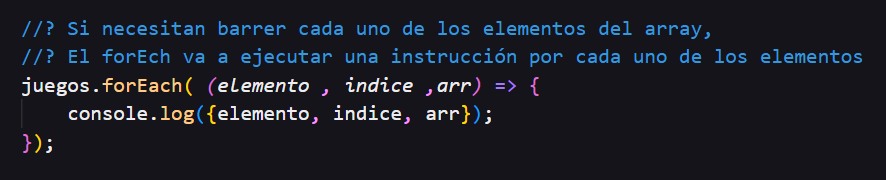 //? Si necesitan barrer cada uno de los elementos del array,
//? El forEch va a ejecutar una instrucción por cada uno de los elementos
juegos.forEach( (elemento , indice ,arr) => {
    console.log({elemento, indice, arr});
});